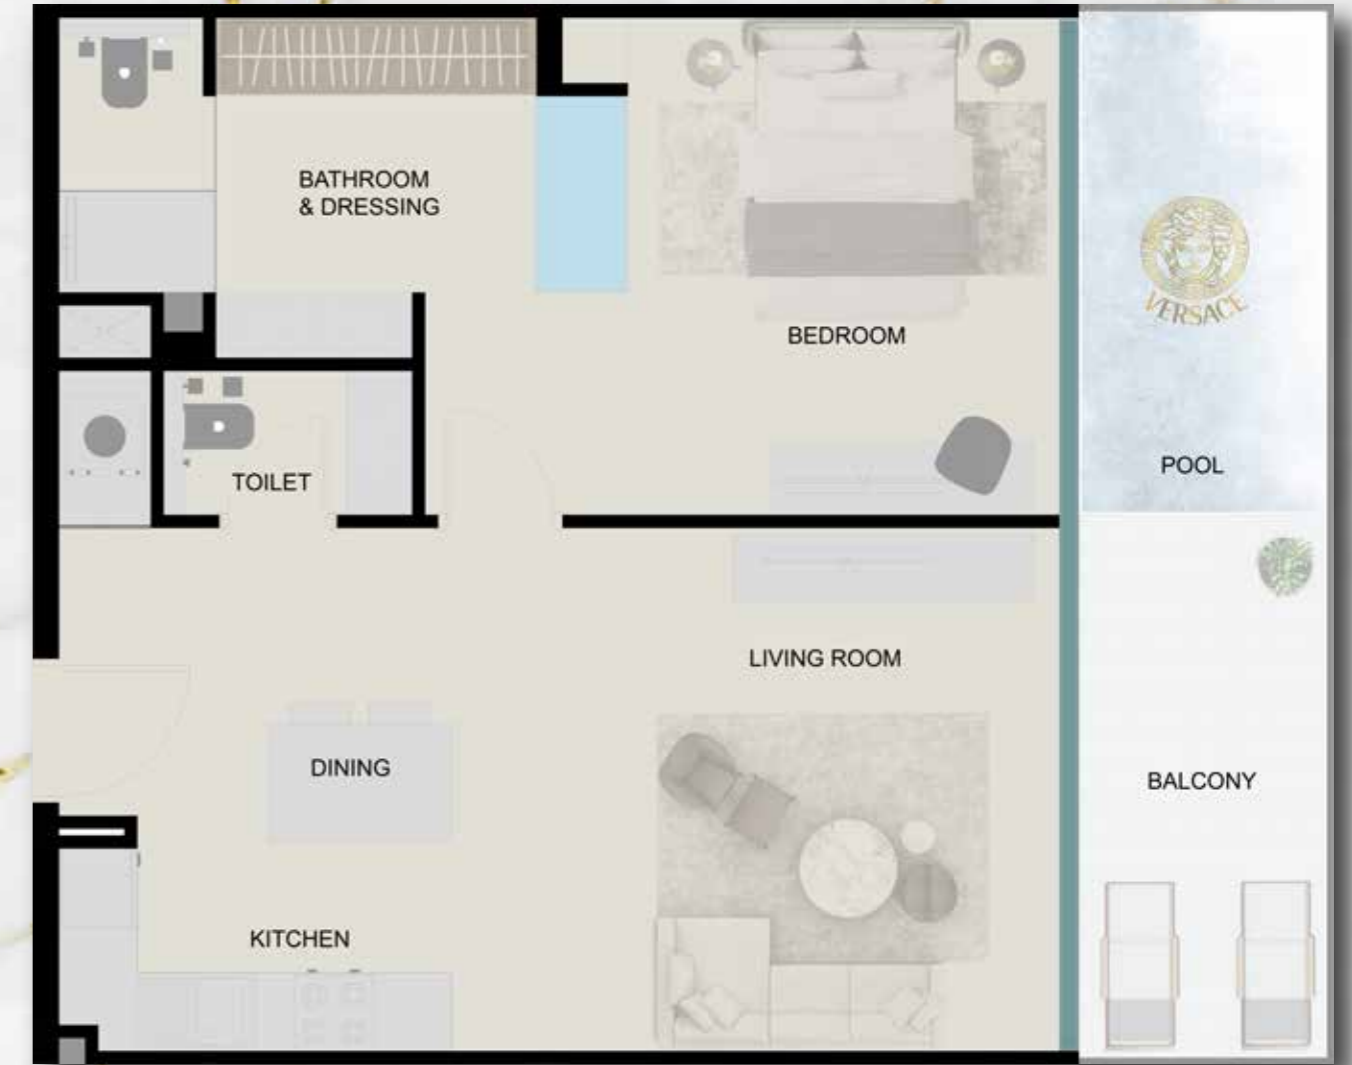 BATHROOM
& DRESSING
BEDROOM
VERSACE
POOL
TOILET
LIVING ROOM
DINING
BALCONY
KITCHEN